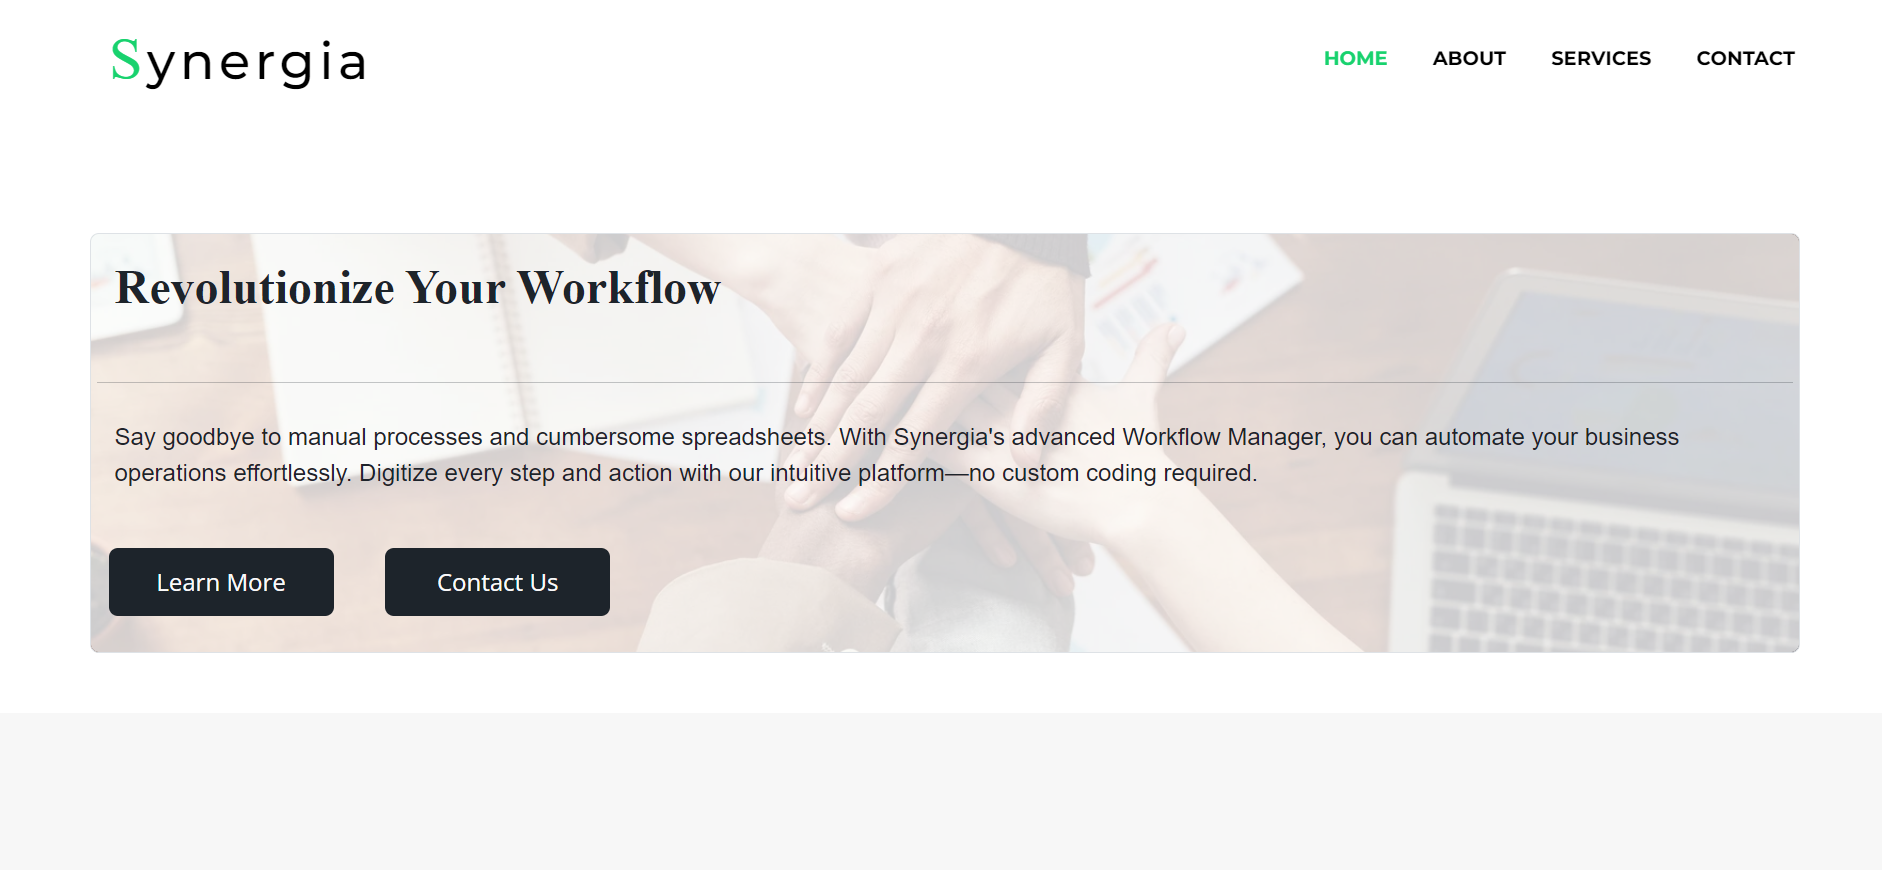 Synergia
HOME ABOUT SERVICES CONTACT
Revolutionize Your Workflow
Say goodbye to manual processes and cumbersome spreadsheets. With Synergia's advanced Workflow Manager, you can automate your business
operations effortlessly. Digitize every step and action with our intuitive platform—no custom coding required.
Learn More
Contact Us